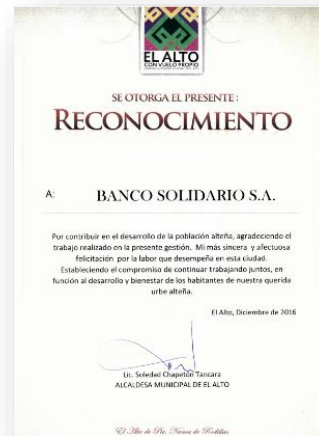 EL ALTO
CON VUELO PROPIO
SE OTORGA EL PRESENTE :
RECONOCIMIENTO
A: BANCO SOLIDARIO S.A.
Por contribuir en el desarrollo de la población alteña, agradeciendo el
trabajo realizado en la presente gestión. Mi más sincera y afectuosa
felicitación por la labor que desempeña en esta ciudad.
Estableciendo el compromiso de continuar trabajando juntos, en
función al desarrollo y bienestar de los habitantes de nuestra querida
urbe alteña.
El Alto, Diciembre de 2016
Lic. Soledad Chapetón Tancara
ALCALDESA MUNICIPAL DE EL ALTO
El Alto de Pie, Nunca de Rodillas